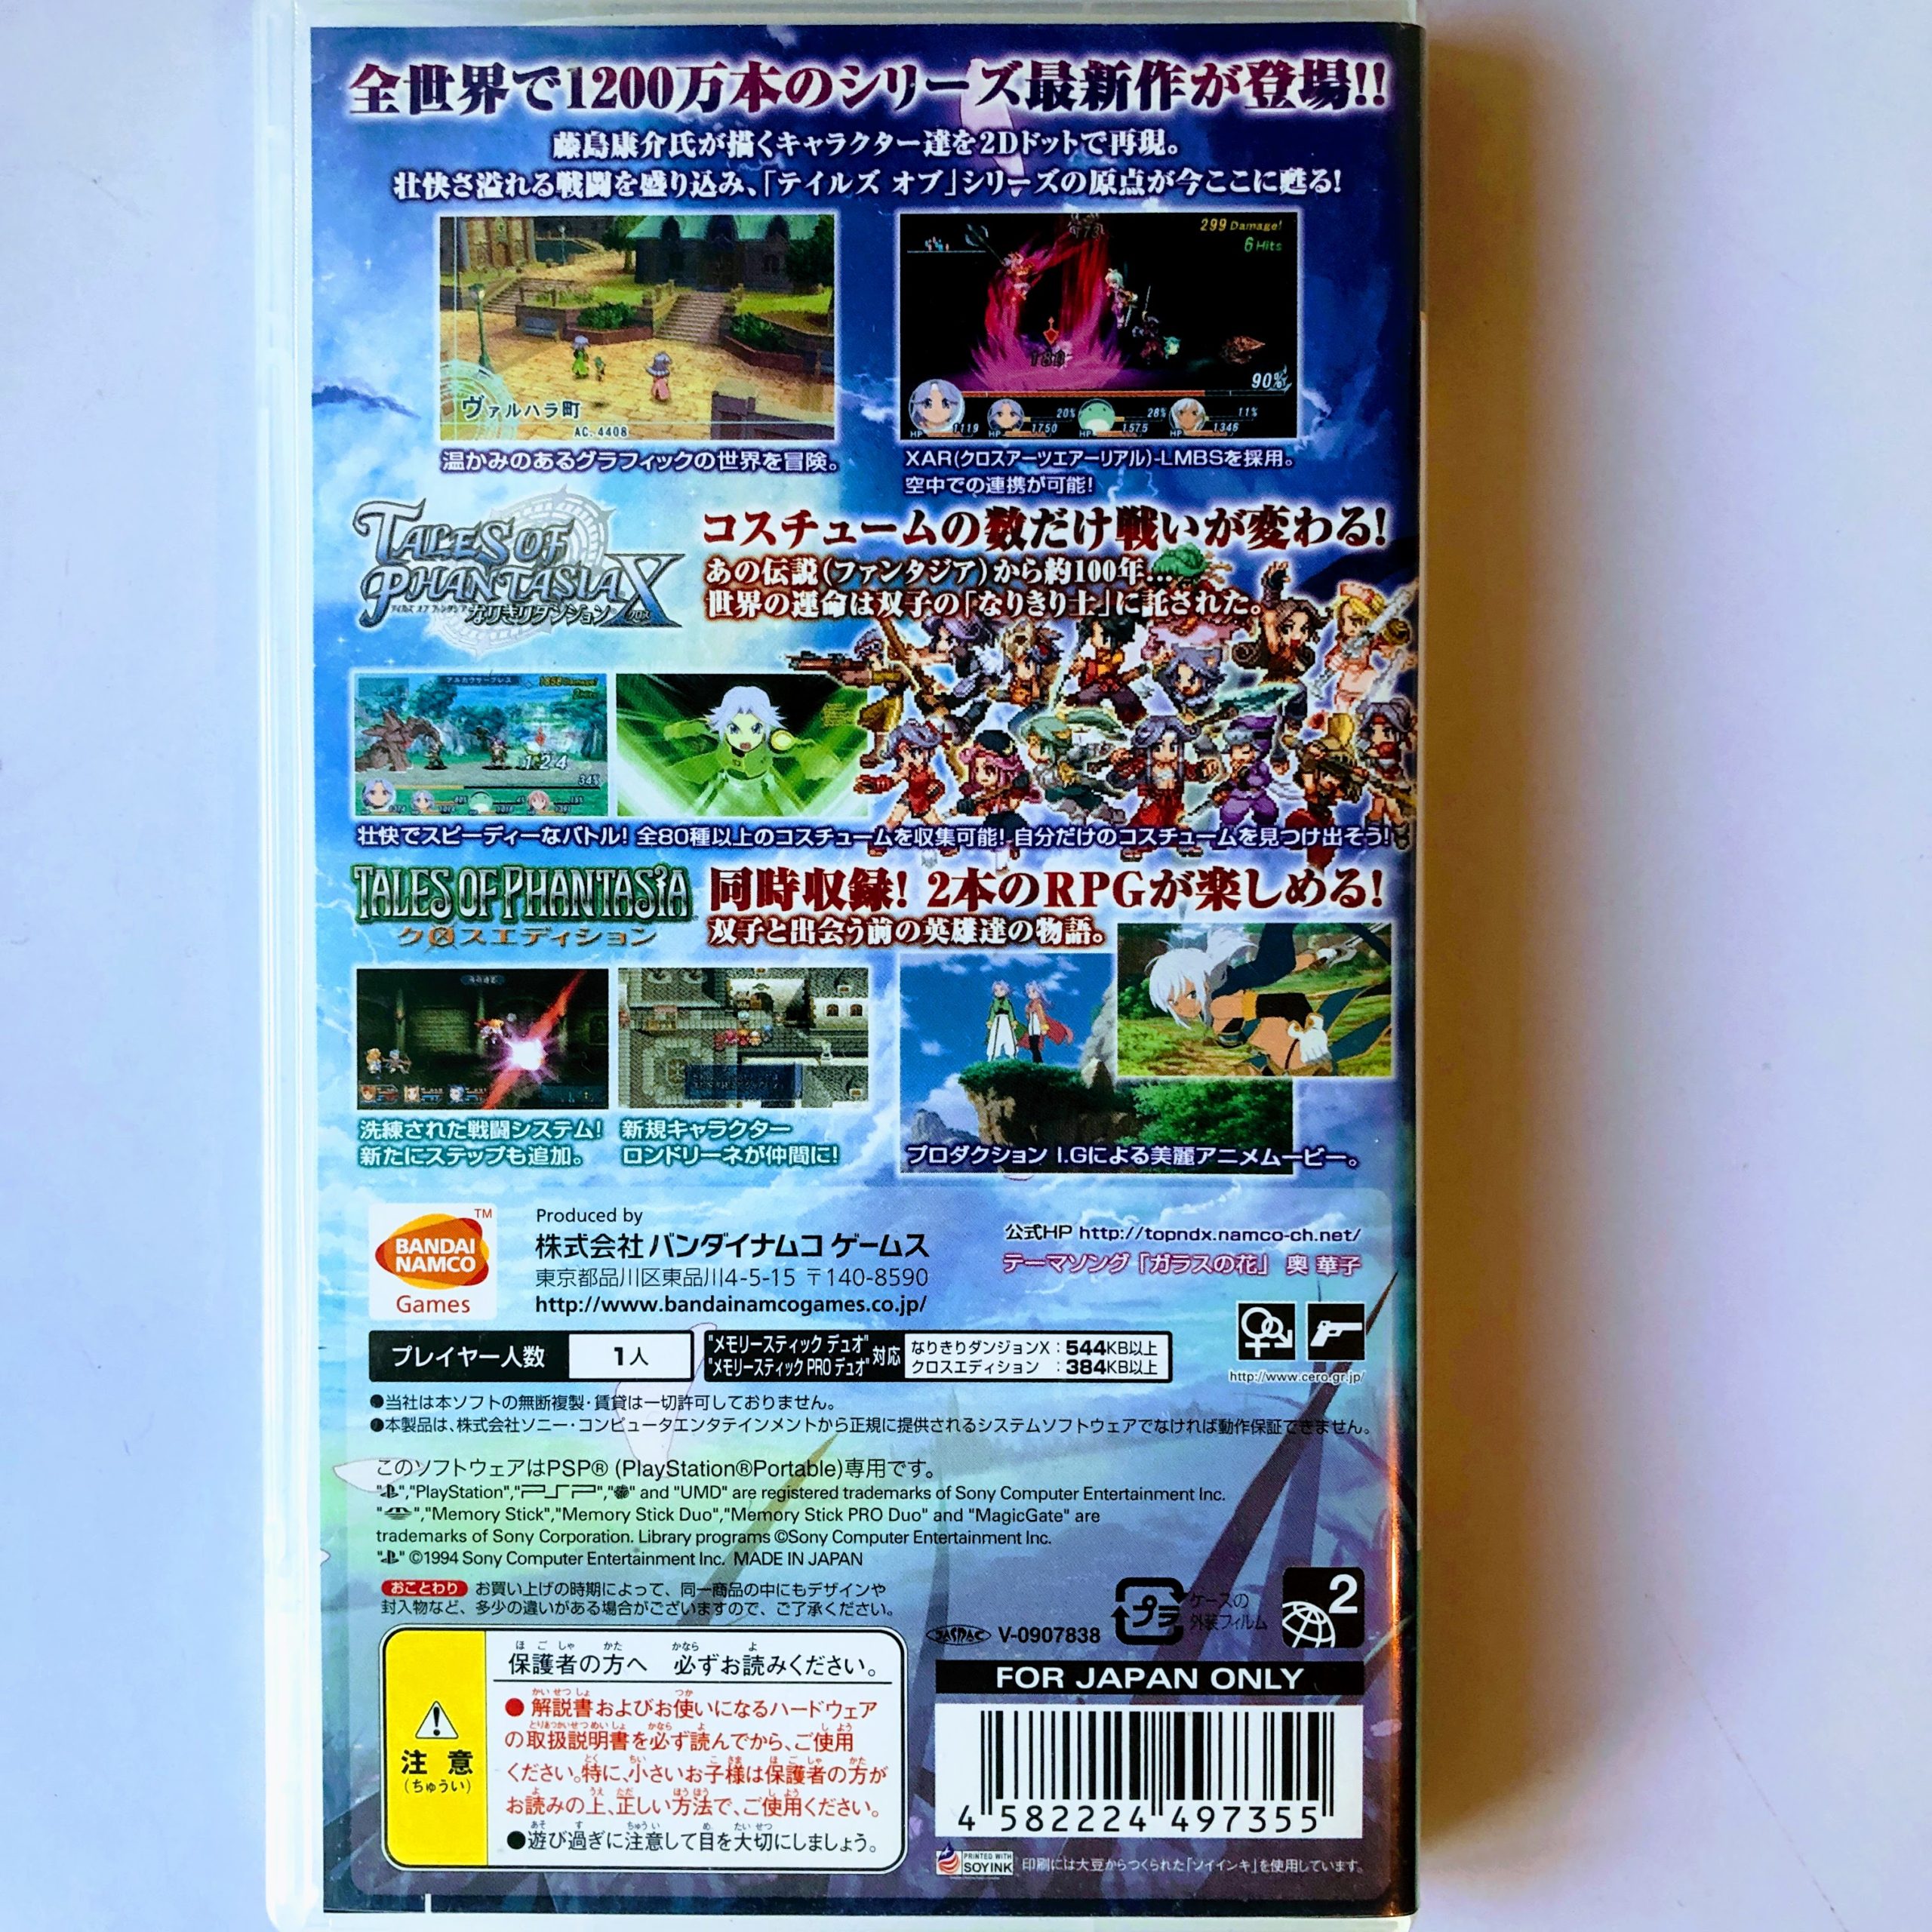 全世界で1200万本のシリーズ最新作が登場!!
藤島康介氏が描くキャラクター達を2Dドットで再現。
壮快さ溢れる戦闘を盛り込み、「テイルズ オブ」シリーズの原点が今ここに甦る!
299 Damage!
6 Hits
180
90%
ヴァルハラ町
AC. 4408
HP 1119 HP 20% 1750 HP 28% 1575 HP 11% 1346
温かみのあるグラフィックの世界を冒険。
XAR(クロスアーツエアーリアル)-LMBSを採用。
空中での連携が可能!
TALES OF PHANTASIA X
テイルズ オブ ファンタジア なりきりダンジョン クロス
コスチュームの数だけ戦いが変わる!
あの伝説(ファンタジア)から約100年...
世界の運命は双子の「なりきり士」に託された。
124
34%
壮快でスピーディーなバトル! 全80種以上のコスチュームを収集可能! 自分だけのコスチュームを見つけ出そう!
TALES OF PHANTASIA
クロスエディション
同時収録! 2本のRPGが楽しめる!
双子と出会う前の英雄達の物語。
洗練された戦闘システム!
新たにステップも追加。
新規キャラクター
ロンドリーネが仲間に!
プロダクション I.Gによる美麗アニメムービー。
BANDAI NAMCO Games TM
Produced by
株式会社 バンダイナムコ ゲームス
東京都品川区東品川4-5-15 〒140-8590
http://www.bandainamcogames.co.jp/
公式HP http://topndx.namco-ch.net/
テーマソング「ガラスの花」 奥 華子
プレイヤー人数 1人
"メモリースティック デュオ"
"メモリースティック PRO デュオ" 対応
なりきりダンジョンX : 544KB以上
クロスエディション : 384KB以上
http://www.cero.gr.jp/
●当社は本ソフトの無断複製・賃貸は一切許可しておりません。
●本製品は、株式会社ソニー・コンピュータエンタテインメントから正規に提供されるシステムソフトウェアでなければ動作保証できません。
このソフトウェアはPSP® (PlayStation®Portable)専用です。
"","PlayStation","PSP","" and "UMD" are registered trademarks of Sony Computer Entertainment Inc.
"","Memory Stick","Memory Stick Duo","Memory Stick PRO Duo" and "MagicGate" are
trademarks of Sony Corporation. Library programs ©Sony Computer Entertainment Inc.
"" ©1994 Sony Computer Entertainment Inc. MADE IN JAPAN
おことわり お買い上げの時期によって、同一商品の中にもデザインや
封入物など、多少の違いがある場合がございますので、ご了承ください。
JASRAC V-0907838
プラ ケースの
外装フィルム
2
注意
(ちゅうい)
保護者の方へ 必ずお読みください。
●解説書およびお使いになるハードウェア
の取扱説明書を必ず読んでから、ご使用
ください。特に、小さいお子様は保護者の方が
お読みの上、正しい方法で、ご使用ください。
●遊び過ぎに注意して目を大切にしましょう。
FOR JAPAN ONLY
4 582224 497355
PRINTED WITH SOY INK 印刷には大豆からつくられた「ソイインキ」を使用しています。